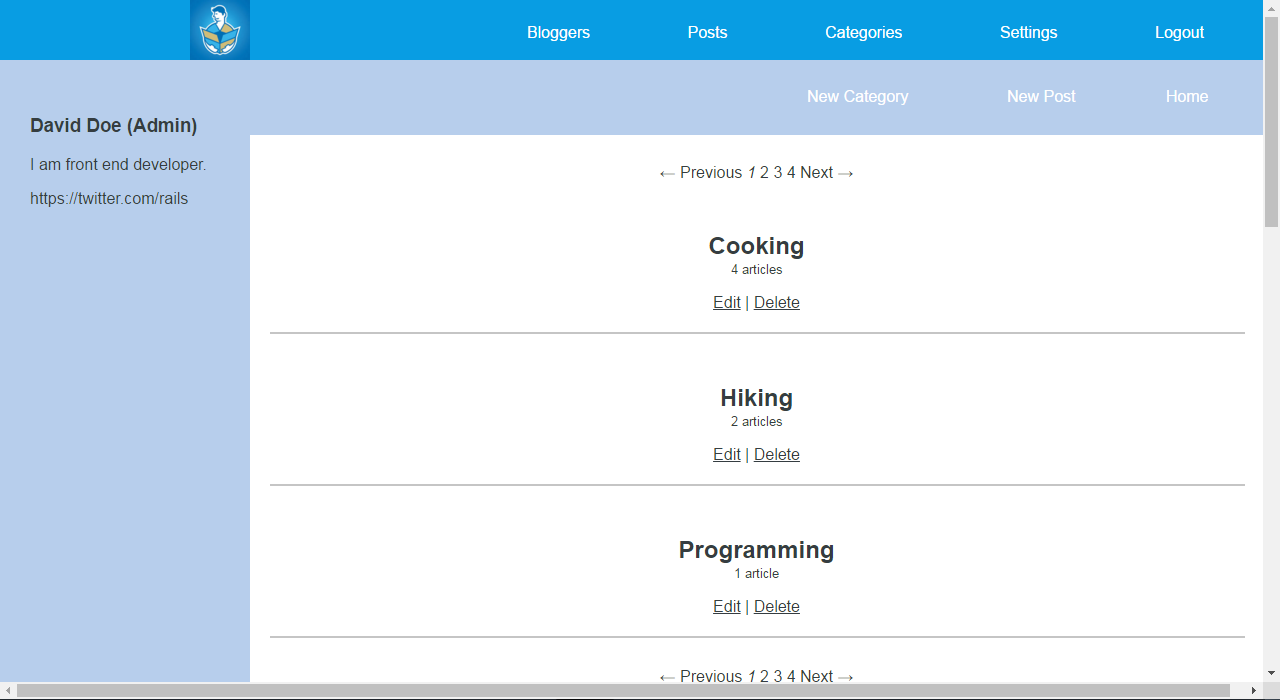 Bloggers Posts Categories Settings Logout
New Category New Post Home
David Doe (Admin)
I am front end developer.
https://twitter.com/rails
← Previous 1 2 3 4 Next →
Cooking
4 articles
Edit | Delete
Hiking
2 articles
Edit | Delete
Programming
1 article
Edit | Delete
← Previous 1 2 3 4 Next →